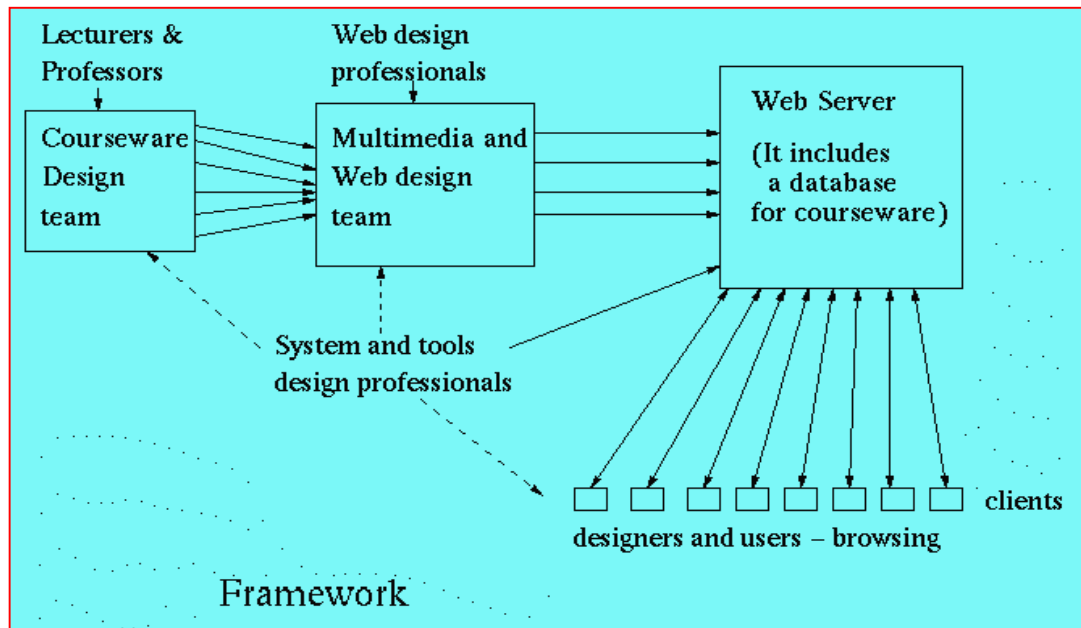 Lecturers &
Professors
Web design
professionals
Courseware
Design
team
Multimedia and
Web design
team
Web Server
(It includes
a database
for courseware)
System and tools
design professionals
clients
designers and users – browsing
Framework